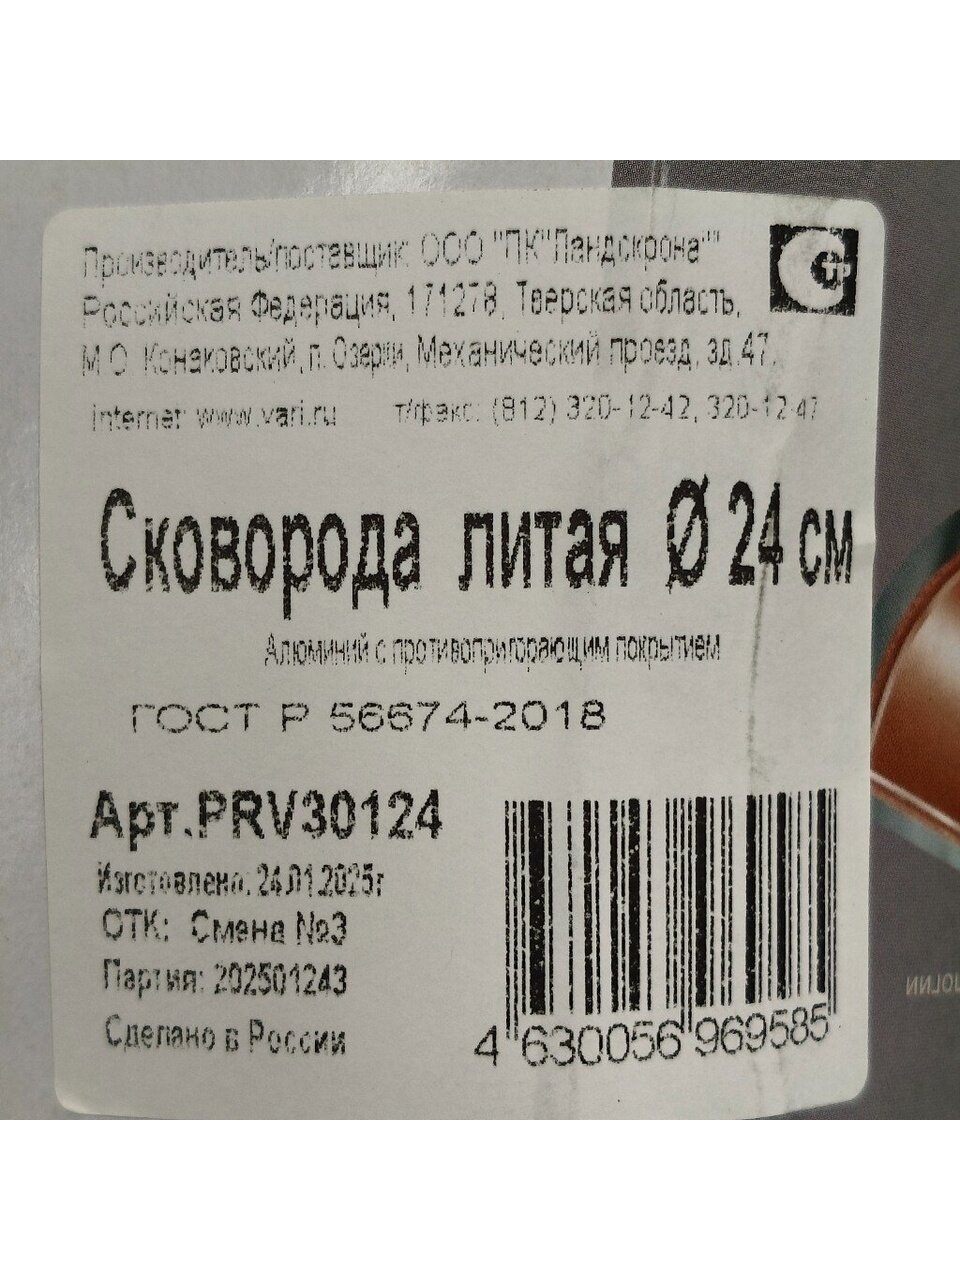 Производитель/поставщик: ООО "ПК"Ландскрона""
Российская Федерация, 171278, Тверская область,
М.О. Конаковский, п. Озерки, Механический проезд, зд.47,
internet: www.vari.ru т/факс: (812) 320-12-42, 320-12-47
Сковорода литая Ø 24 см
Алюминий с противопригорающим покрытием
ГОСТ Р 56674-2018
Арт.PRV30124
Изготовлено: 24.01.2025г
ОТК: Смена №3
Партия: 202501243
Сделано в России
4 630056 969585